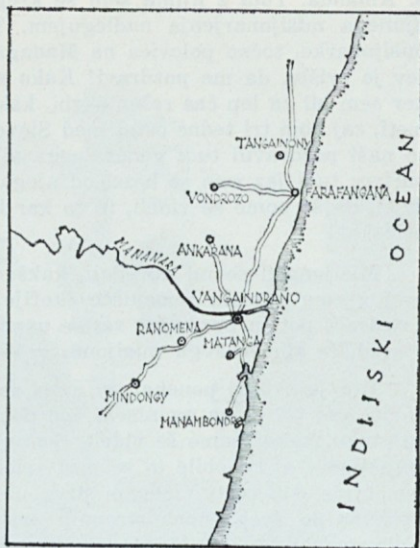 TANGAINONY
FARAFANGANA
VONDROZO
ANKARANA
MANANARA
VANGAINDRANO
RANOMENA
MATANGA
MINDONGY
MANAMBONDRO
INDIJSKI OCEAN